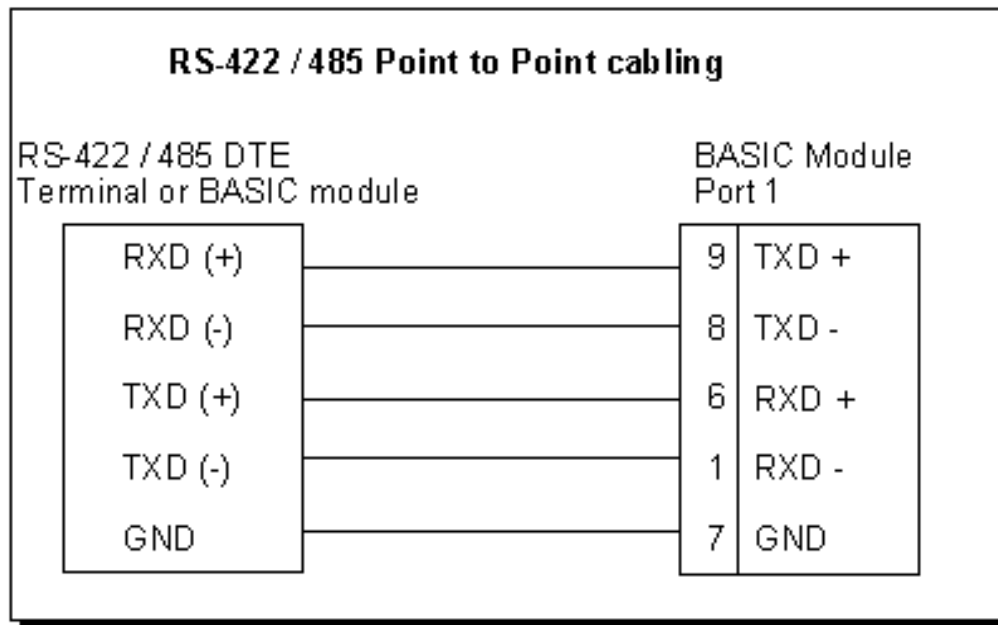 RS-422 / 485 Point to Point cabling
RS-422 / 485 DTE
Terminal or BASIC module
BASIC Module
Port 1
RXD (+) 9 TXD +
RXD (-) 8 TXD -
TXD (+) 6 RXD +
TXD (-) 1 RXD -
GND 7 GND